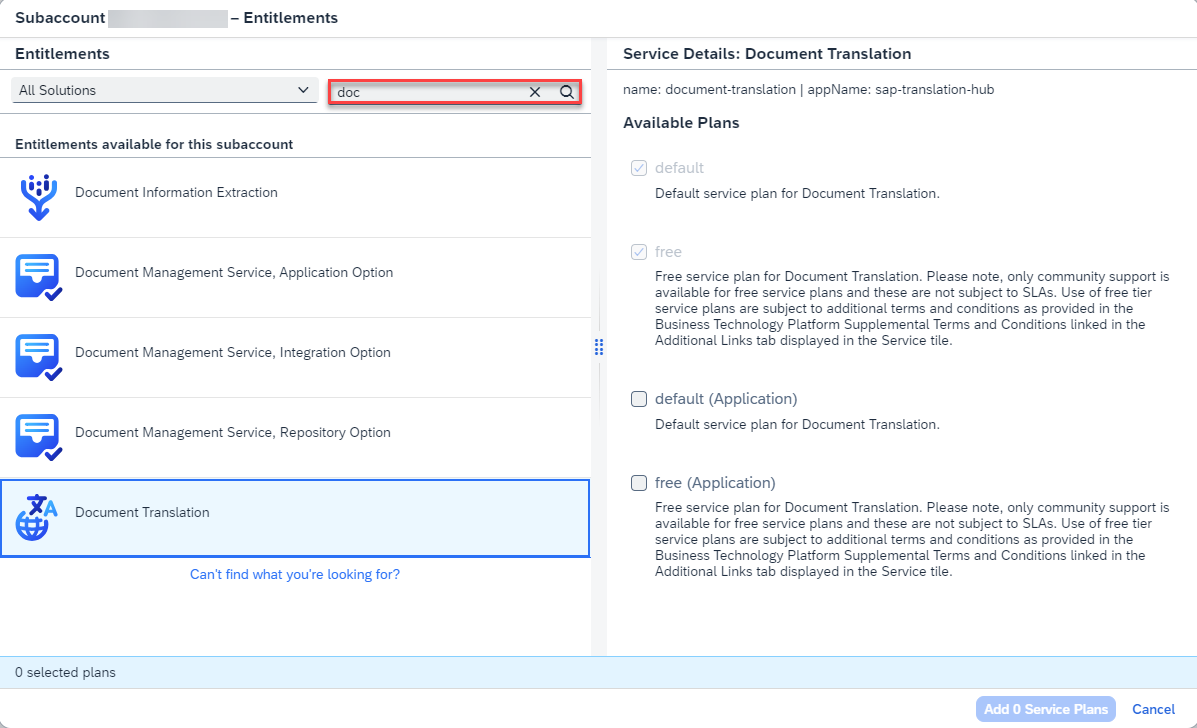 Subaccount – Entitlements
Entitlements
All Solutions
doc
Entitlements available for this subaccount
Document Information Extraction
Document Management Service, Application Option
Document Management Service, Integration Option
Document Management Service, Repository Option
Document Translation
Can't find what you're looking for?
Service Details: Document Translation
name: document-translation | appName: sap-translation-hub
Available Plans
default
Default service plan for Document Translation.
free
Free service plan for Document Translation. Please note, only community support is
available for free service plans and these are not subject to SLAs. Use of free tier
service plans are subject to additional terms and conditions as provided in the
Business Technology Platform Supplemental Terms and Conditions linked in the
Additional Links tab displayed in the Service tile.
default (Application)
Default service plan for Document Translation.
free (Application)
Free service plan for Document Translation. Please note, only community support is
available for free service plans and these are not subject to SLAs. Use of free tier
service plans are subject to additional terms and conditions as provided in the
Business Technology Platform Supplemental Terms and Conditions linked in the
Additional Links tab displayed in the Service tile.
0 selected plans
Add 0 Service Plans
Cancel